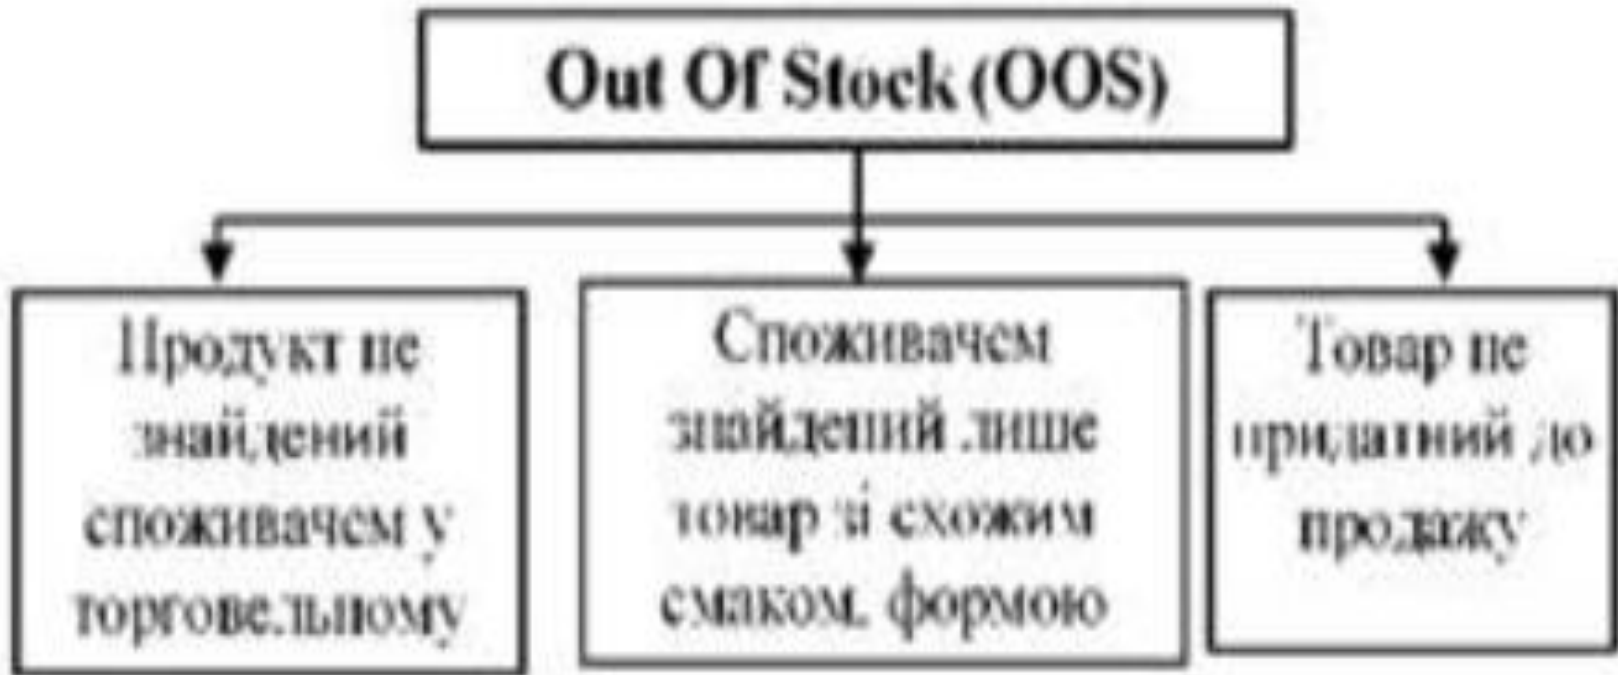 Out Of Stock (OOS)
Продукт не
знайдений
споживачем у
торговельному
Споживачем
знайдений лише
товар зі схожим
смаком, формою
Товар не
придатний до
продажу